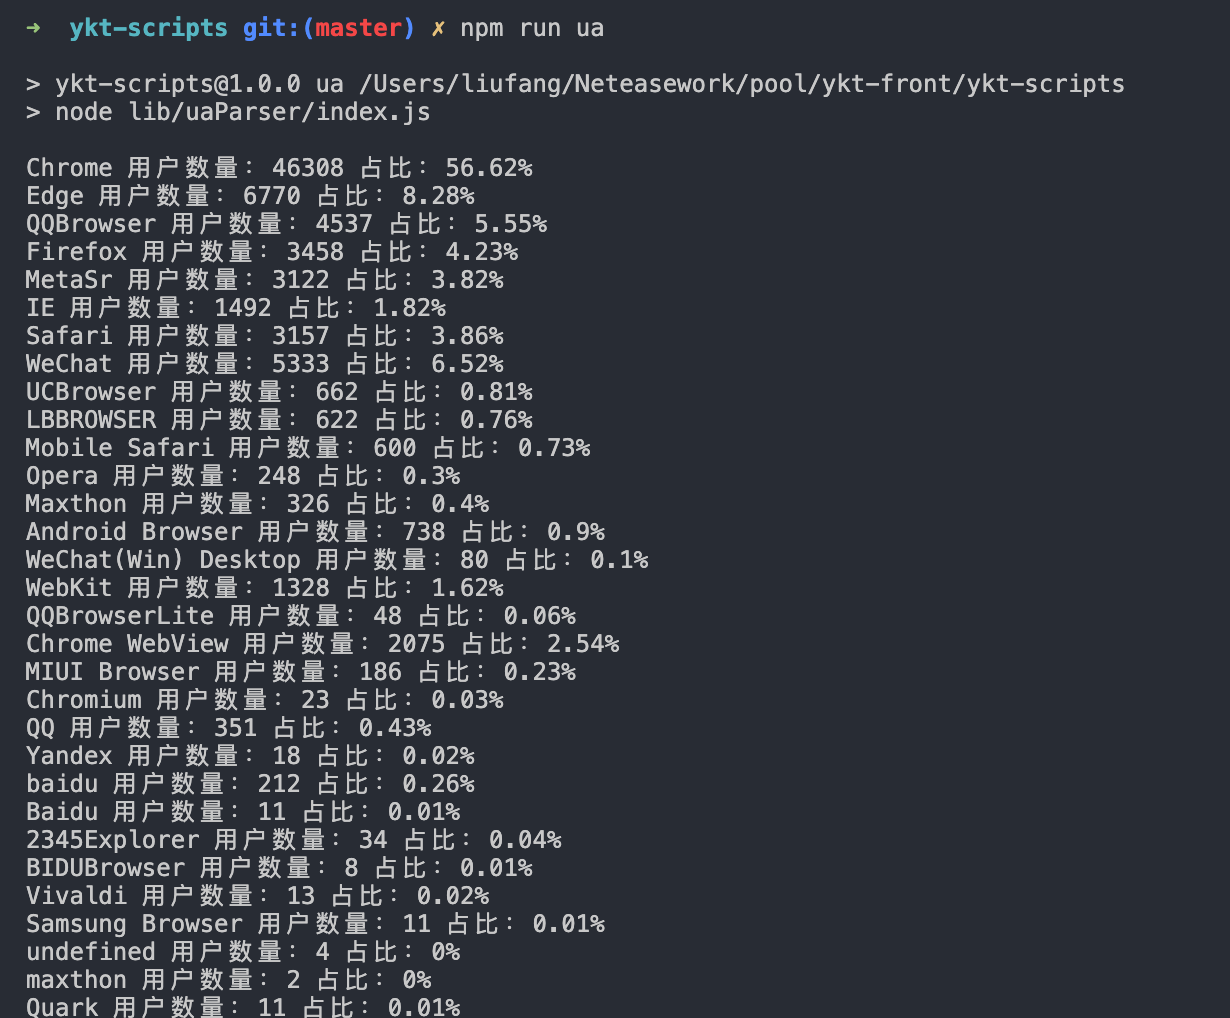 ➜  ykt-scripts git:(master) ✗ npm run ua
> ykt-scripts@1.0.0 ua /Users/liufang/Neteasework/pool/ykt-front/ykt-scripts
> node lib/uaParser/index.js
Chrome 用户数量: 46308 占比: 56.62%
Edge 用户数量: 6770 占比: 8.28%
QQBrowser 用户数量: 4537 占比: 5.55%
Firefox 用户数量: 3458 占比: 4.23%
MetaSr 用户数量: 3122 占比: 3.82%
IE 用户数量: 1492 占比: 1.82%
Safari 用户数量: 3157 占比: 3.86%
WeChat 用户数量: 5333 占比: 6.52%
UCBrowser 用户数量: 662 占比: 0.81%
LBBROWSER 用户数量: 622 占比: 0.76%
Mobile Safari 用户数量: 600 占比: 0.73%
Opera 用户数量: 248 占比: 0.3%
Maxthon 用户数量: 326 占比: 0.4%
Android Browser 用户数量: 738 占比: 0.9%
WeChat(Win) Desktop 用户数量: 80 占比: 0.1%
WebKit 用户数量: 1328 占比: 1.62%
QQBrowserLite 用户数量: 48 占比: 0.06%
Chrome WebView 用户数量: 2075 占比: 2.54%
MIUI Browser 用户数量: 186 占比: 0.23%
Chromium 用户数量: 23 占比: 0.03%
QQ 用户数量: 351 占比: 0.43%
Yandex 用户数量: 18 占比: 0.02%
baidu 用户数量: 212 占比: 0.26%
Baidu 用户数量: 11 占比: 0.01%
2345Explorer 用户数量: 34 占比: 0.04%
BIDUBrowser 用户数量: 8 占比: 0.01%
Vivaldi 用户数量: 13 占比: 0.02%
Samsung Browser 用户数量: 11 占比: 0.01%
undefined 用户数量: 4 占比: 0%
maxthon 用户数量: 2 占比: 0%
Quark 用户数量: 11 占比: 0.01%